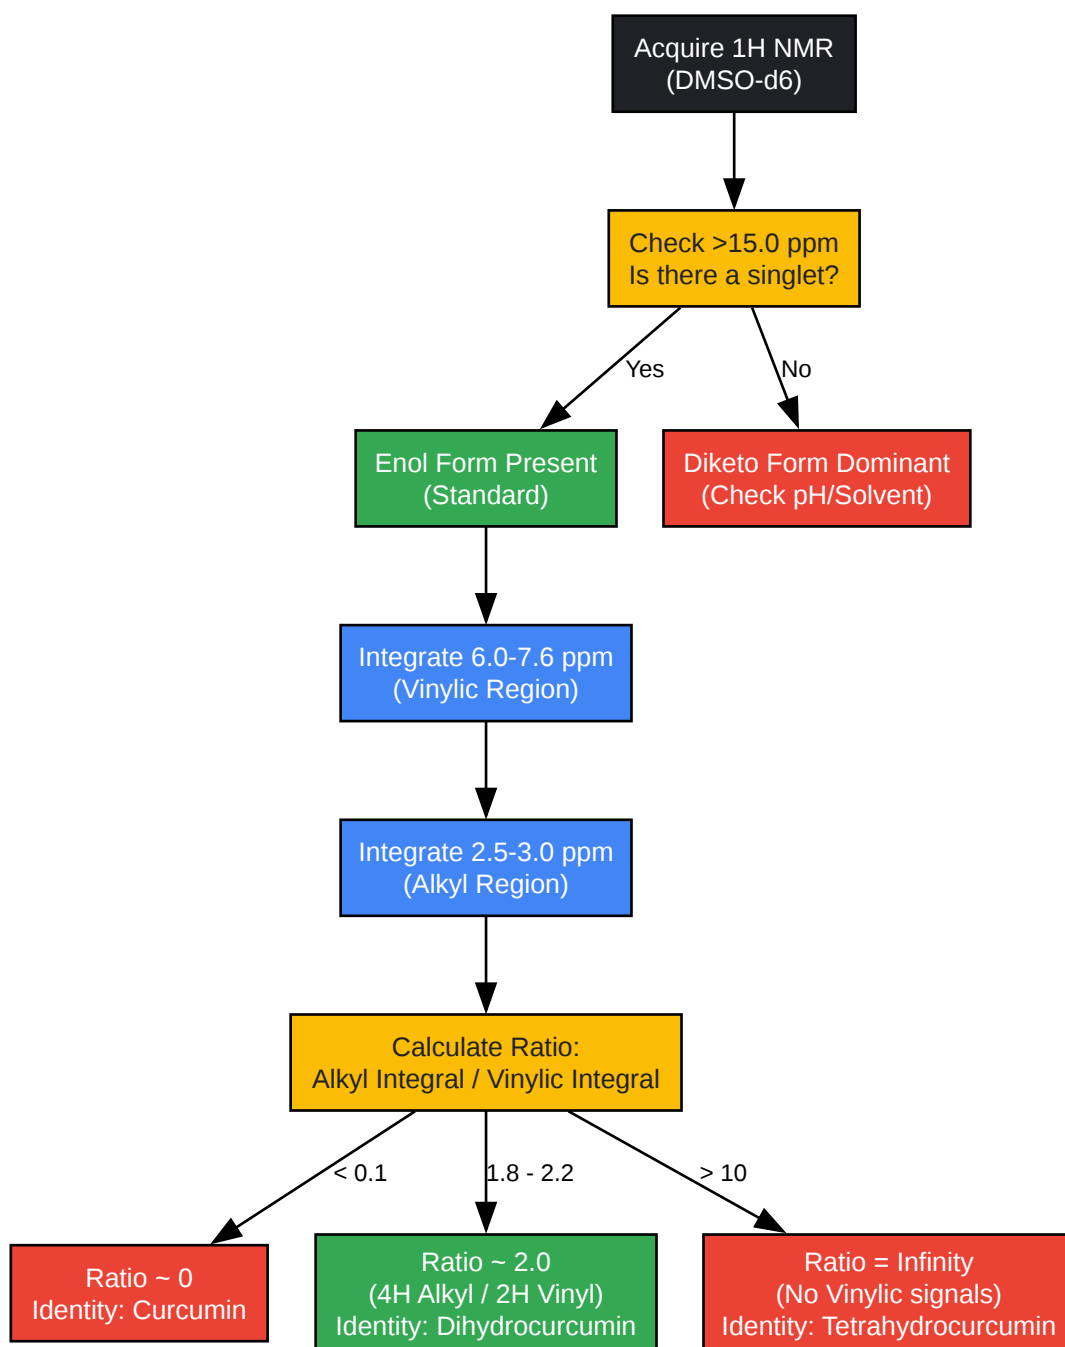 Acquire 1H NMR
(DMSO-d6)
Check >15.0 ppm
Is there a singlet?
Yes
No
Enol Form Present
(Standard)
Diketo Form Dominant
(Check pH/Solvent)
Integrate 6.0-7.6 ppm
(Vinylic Region)
Integrate 2.5-3.0 ppm
(Alkyl Region)
Calculate Ratio:
Alkyl Integral / Vinylic Integral
< 0.1
1.8 - 2.2
> 10
Ratio ~ 0
Identity: Curcumin
Ratio ~ 2.0
(4H Alkyl / 2H Vinyl)
Identity: Dihydrocurcumin
Ratio = Infinity
(No Vinylic signals)
Identity: Tetrahydrocurcumin